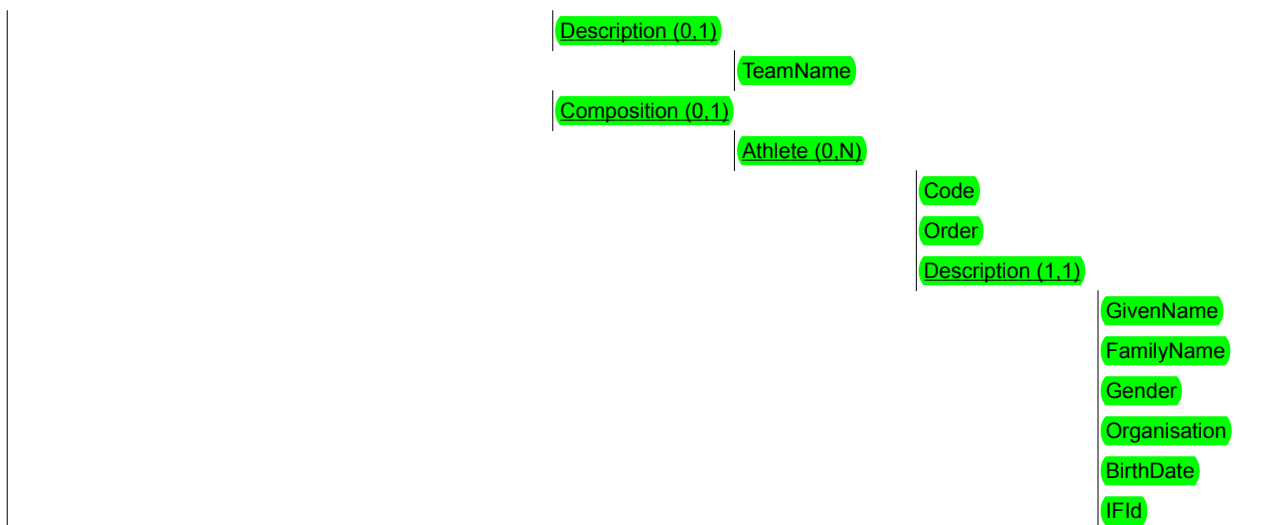 Description (0,1)
TeamName
Composition (0,1)
Athlete (0,N)
Code
Order
Description (1,1)
GivenName
FamilyName
Gender
Organisation
BirthDate
IFId